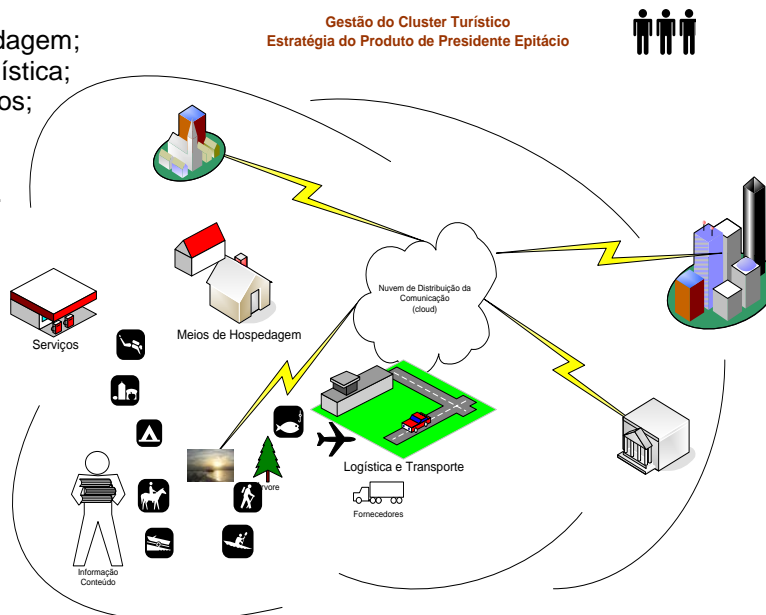 Gestão do Cluster Turístico
Estratégia do Produto de Presidente Epitácio
dagem;
ística;
os;
Nuvem de Distribuição da
Comunicação
(cloud)
Serviços
Meios de Hospedagem
Logística e Transporte
Fornecedores
rvore
Informação
Conteúdo